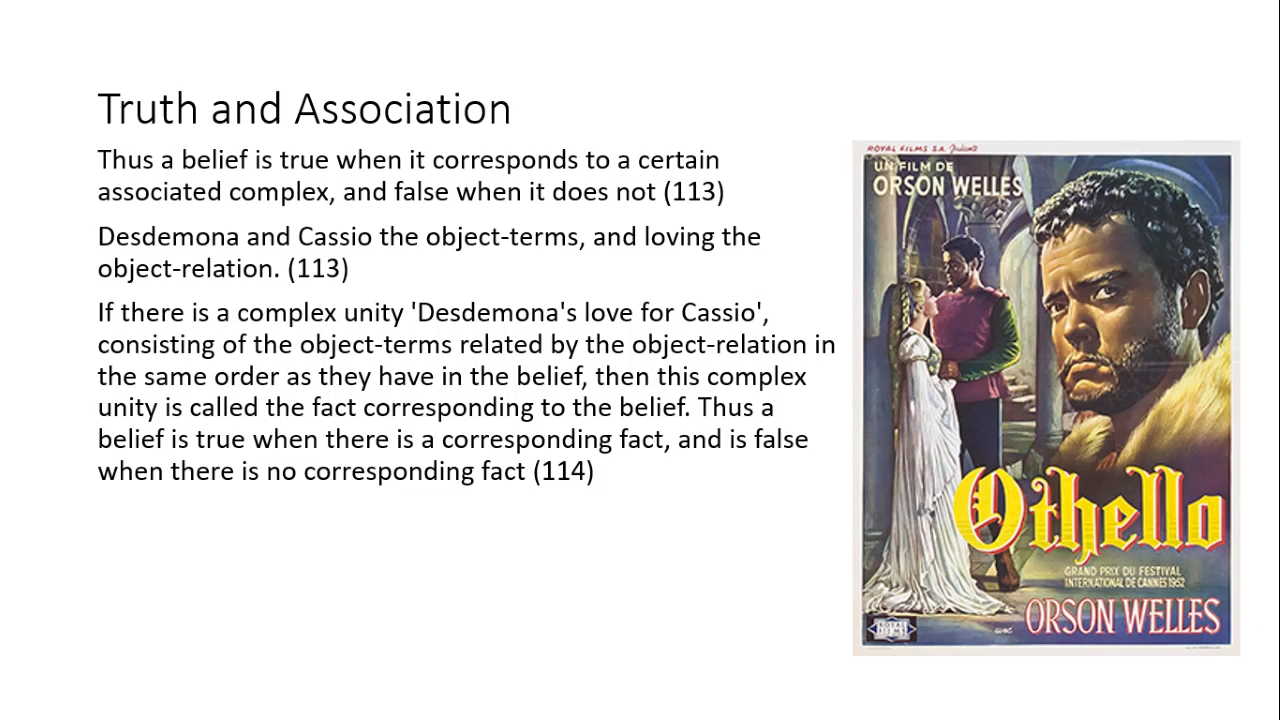 Truth and Association
Thus a belief is true when it corresponds to a certain
associated complex, and false when it does not (113)
Desdemona and Cassio the object-terms, and loving the
object-relation. (113)
If there is a complex unity 'Desdemona's love for Cassio',
consisting of the object-terms related by the object-relation in
the same order as they have in the belief, then this complex
unity is called the fact corresponding to the belief. Thus a
belief is true when there is a corresponding fact, and is false
when there is no corresponding fact (114)
ROYAL FILMS S.A.
UN FILM DE
ORSON WELLES
Othello
GRAND PRIX DU FESTIVAL
INTERNATIONAL DE CANNES 1952
ORSON WELLES